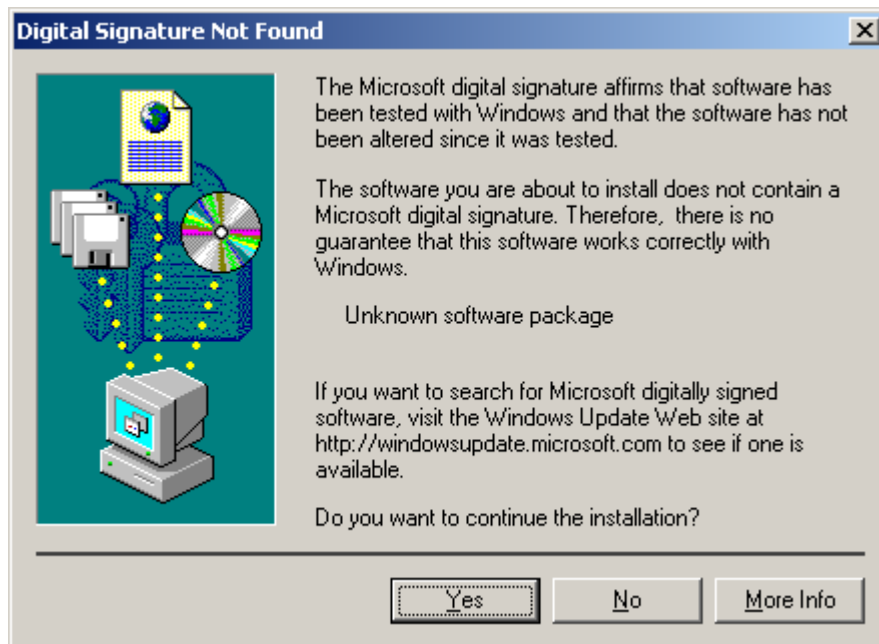 Digital Signature Not Found
The Microsoft digital signature affirms that software has
been tested with Windows and that the software has not
been altered since it was tested.
The software you are about to install does not contain a
Microsoft digital signature. Therefore,  there is no
guarantee that this software works correctly with
Windows.
Unknown software package
If you want to search for Microsoft digitally signed
software, visit the Windows Update Web site at
http://windowsupdate.microsoft.com to see if one is
available.
Do you want to continue the installation?
Yes
No
More Info